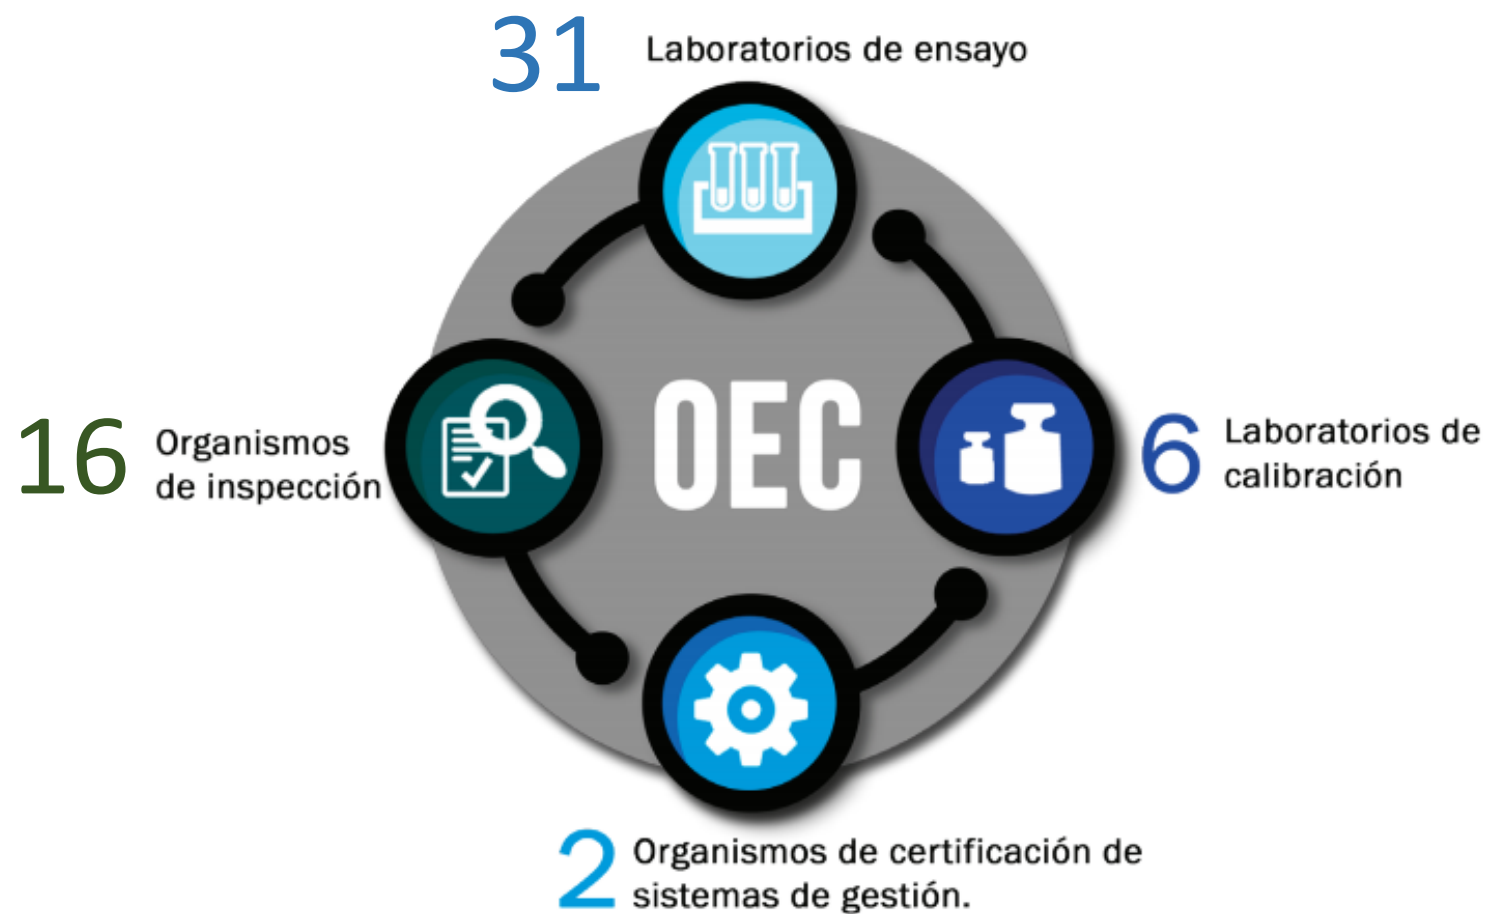 31
Laboratorios de ensayo
16
Organismos
de inspección
OEC
6
Laboratorios de
calibración
2
Organismos de certificación de
sistemas de gestión.